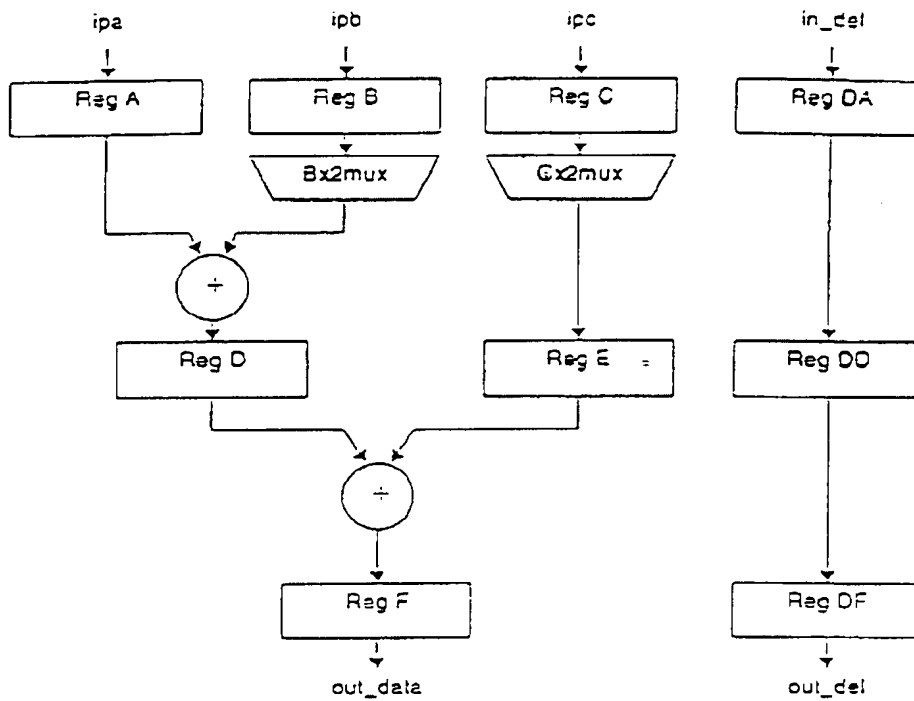 ipa ipb ipc in_del
Reg A Reg B Reg C Reg DA
Bx2mux Cx2mux
+
Reg D Reg E Reg DD
+
Reg F Reg DF
out_data out_del